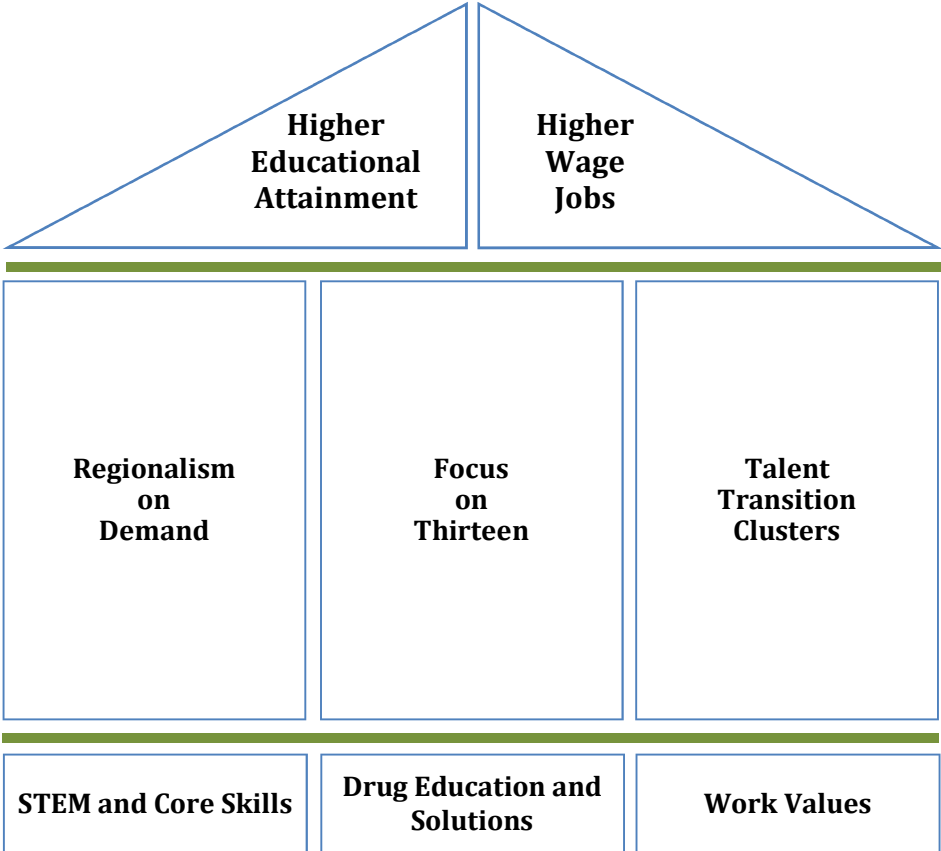 Higher
Educational
Attainment
Higher
Wage
Jobs
Regionalism
on
Demand
Focus
on
Thirteen
Talent
Transition
Clusters
STEM and Core Skills
Drug Education and
Solutions
Work Values